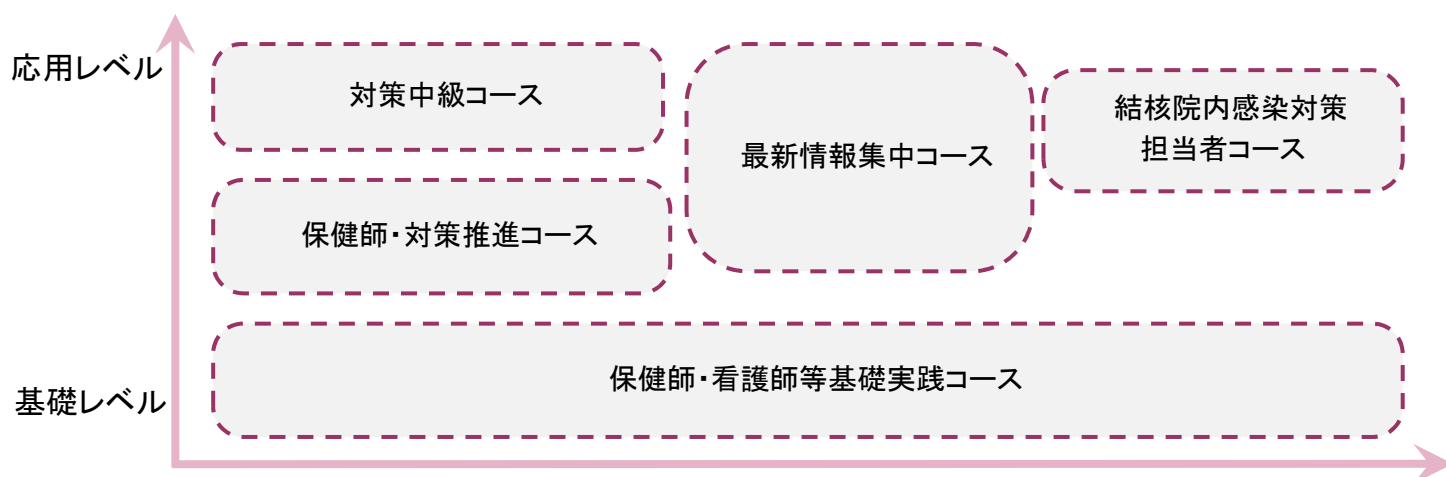 応用レベル
対策中級コース
最新情報集中コース
結核院内感染対策
担当者コース
保健師・対策推進コース
保健師・看護師等基礎実践コース
基礎レベル